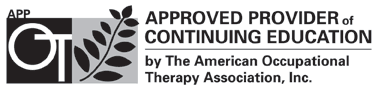 APP
OT
APPROVED PROVIDER of
CONTINUING EDUCATION
by The American Occupational
Therapy Association, Inc.